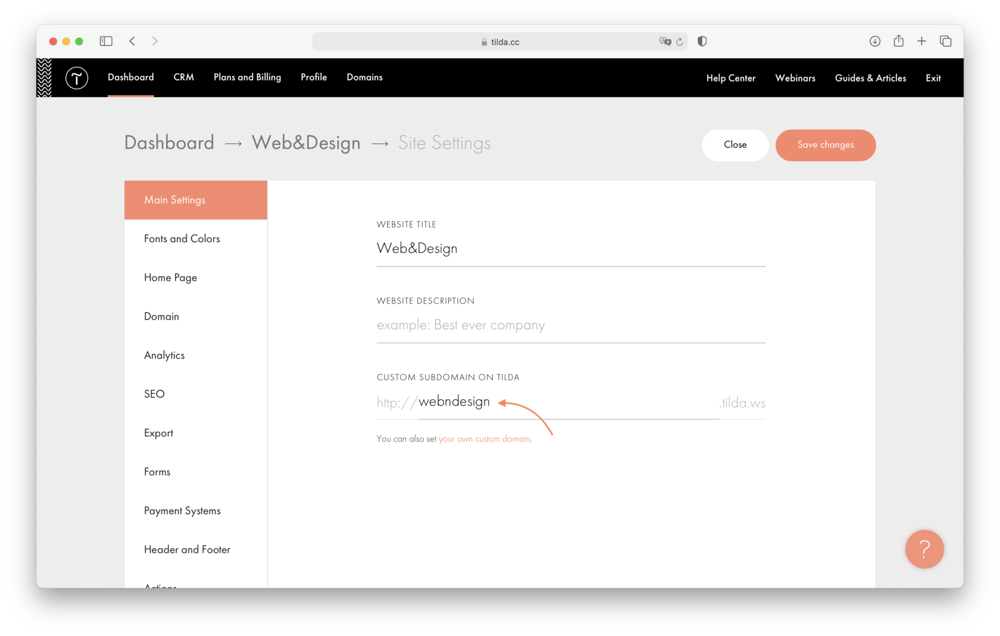 tilda.cc
Dashboard CRM Plans and Billing Profile Domains Help Center Webinars Guides & Articles Exit
Dashboard → Web&Design → Site Settings
Close Save changes
Main Settings
Fonts and Colors
Home Page
Domain
Analytics
SEO
Export
Forms
Payment Systems
Header and Footer
Actions
WEBSITE TITLE
Web&Design
WEBSITE DESCRIPTION
example: Best ever company
CUSTOM SUBDOMAIN ON TILDA
http://webndesign .tilda.ws
You can also set your own custom domain.
?